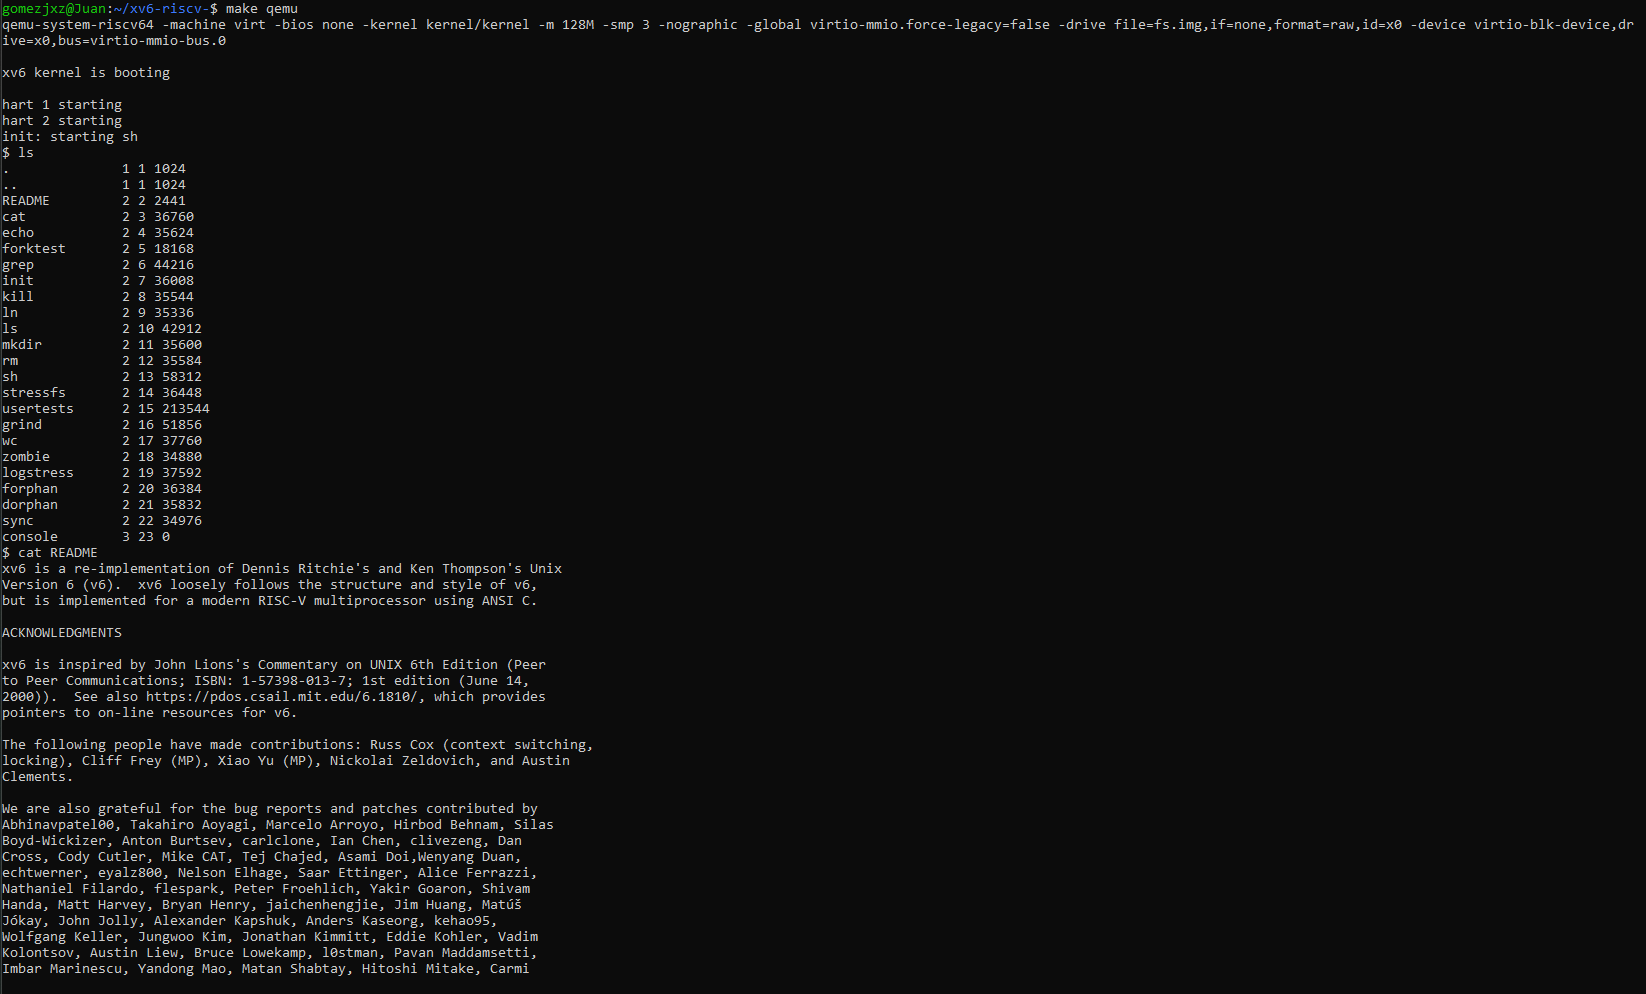 gomezjxz@Juan:~/xv6-riscv-$ make qemu
qemu-system-riscv64 -machine virt -bios none -kernel kernel/kernel -m 128M -smp 3 -nographic -global virtio-mmio.force-legacy=false -drive file=fs.img,if=none,format=raw,id=x0 -device virtio-blk-device,dr
ive=x0,bus=virtio-mmio-bus.0
xv6 kernel is booting
hart 1 starting
hart 2 starting
init: starting sh
$ ls
.              1 1 1024
..             1 1 1024
README         2 2 2441
cat            2 3 36760
echo           2 4 35624
forktest       2 5 18168
grep           2 6 44216
init           2 7 36008
kill           2 8 35544
ln             2 9 35336
ls             2 10 42912
mkdir          2 11 35600
rm             2 12 35584
sh             2 13 58312
stressfs       2 14 36448
usertests      2 15 213544
grind          2 16 51856
wc             2 17 37760
zombie         2 18 34880
logstress      2 19 37592
forphan        2 20 36384
dorphan        2 21 35832
sync           2 22 34976
console        3 23 0
$ cat README
xv6 is a re-implementation of Dennis Ritchie's and Ken Thompson's Unix
Version 6 (v6).  xv6 loosely follows the structure and style of v6,
but is implemented for a modern RISC-V multiprocessor using ANSI C.
ACKNOWLEDGMENTS
xv6 is inspired by John Lions's Commentary on UNIX 6th Edition (Peer
to Peer Communications; ISBN: 1-57398-013-7; 1st edition (June 14,
2000)).  See also https://pdos.csail.mit.edu/6.1810/, which provides
pointers to on-line resources for v6.
The following people have made contributions: Russ Cox (context switching,
locking), Cliff Frey (MP), Xiao Yu (MP), Nickolai Zeldovich, and Austin
Clements.
We are also grateful for the bug reports and patches contributed by
Abhinavpatel00, Takahiro Aoyagi, Marcelo Arroyo, Hirbod Behnam, Silas
Boyd-Wickizer, Anton Burtsev, carlclone, Ian Chen, clivezeng, Dan
Cross, Cody Cutler, Mike CAT, Tej Chajed, Asami Doi,Wenyang Duan,
echtwerner, eyalz800, Nelson Elhage, Saar Ettinger, Alice Ferrazzi,
Nathaniel Filardo, flespark, Peter Froehlich, Yakir Goaron, Shivam
Handa, Matt Harvey, Bryan Henry, jaichenhengjie, Jim Huang, Matúš
Jókay, John Jolly, Alexander Kapshuk, Anders Kaseorg, kehao95,
Wolfgang Keller, Jungwoo Kim, Jonathan Kimmitt, Eddie Kohler, Vadim
Kolontsov, Austin Liew, Bruce Lowekamp, l0stman, Pavan Maddamsetti,
Imbar Marinescu, Yandong Mao, Matan Shabtay, Hitoshi Mitake, Carmi